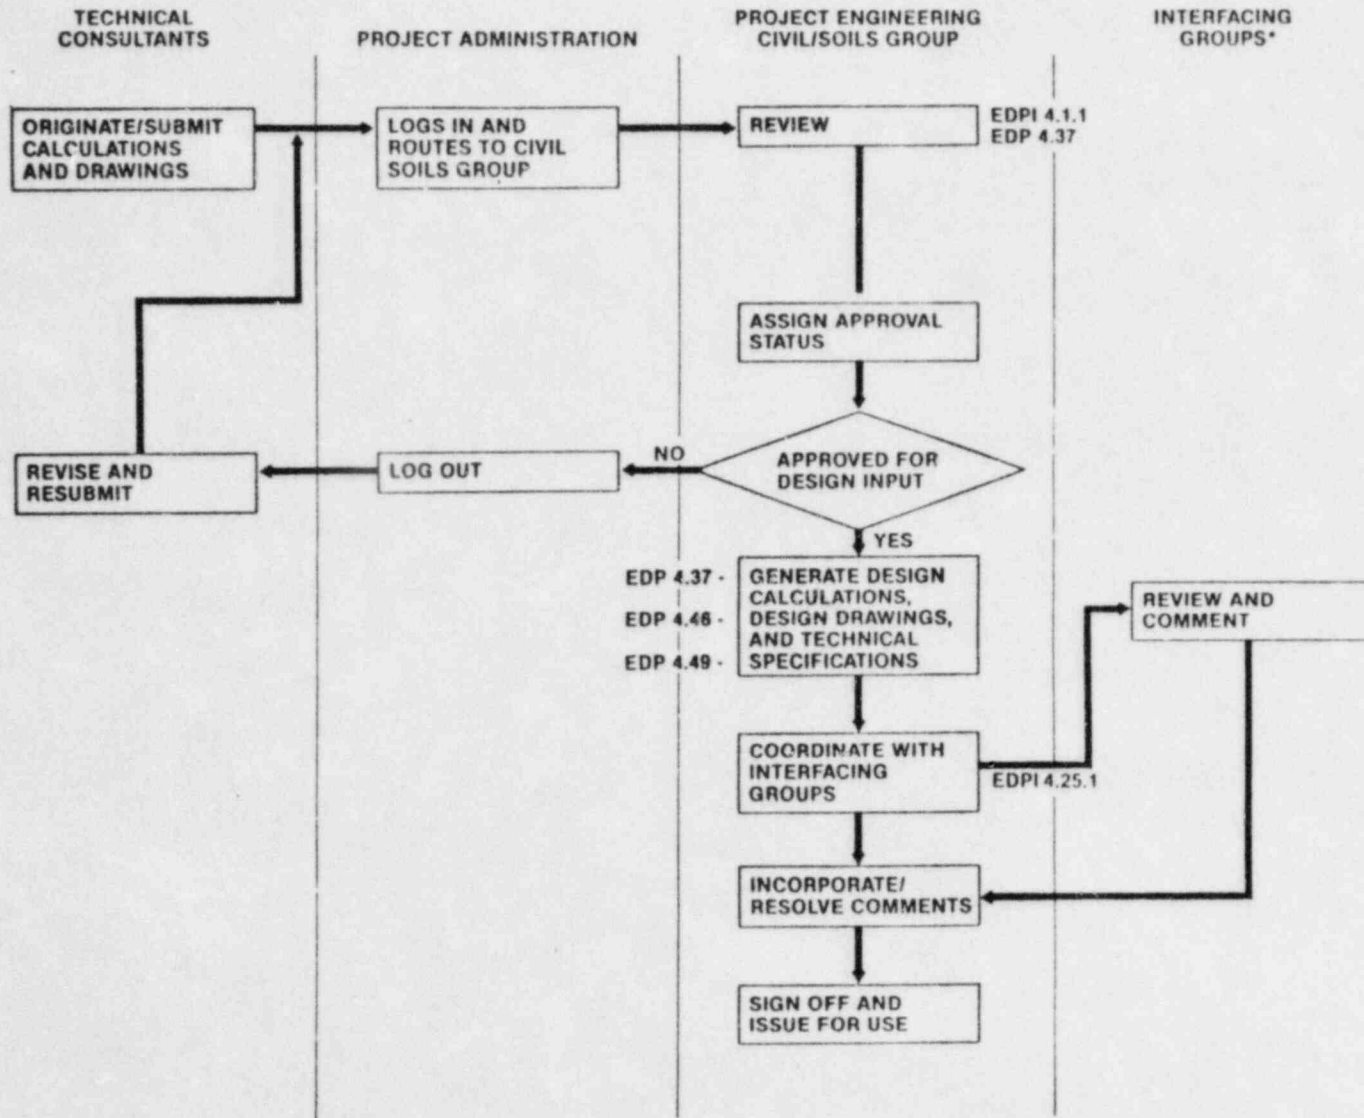 TECHNICAL
CONSULTANTS
PROJECT ADMINISTRATION
PROJECT ENGINEERING
CIVIL/SOILS GROUP
INTERFACING
GROUPS*
ORIGINATE/SUBMIT
CALCULATIONS
AND DRAWINGS
LOGS IN AND
ROUTES TO CIVIL
SOILS GROUP
REVIEW
EDPI 4.1.1
EDP 4.37
ASSIGN APPROVAL
STATUS
APPROVED FOR
DESIGN INPUT
NO
LOG OUT
REVISE AND
RESUBMIT
YES
EDP 4.37 -
EDP 4.46 -
EDP 4.49 -
GENERATE DESIGN
CALCULATIONS,
DESIGN DRAWINGS,
AND TECHNICAL
SPECIFICATIONS
REVIEW AND
COMMENT
COORDINATE WITH
INTERFACING
GROUPS
EDPI 4.25.1
INCORPORATE/
RESOLVE COMMENTS
SIGN OFF AND
ISSUE FOR USE